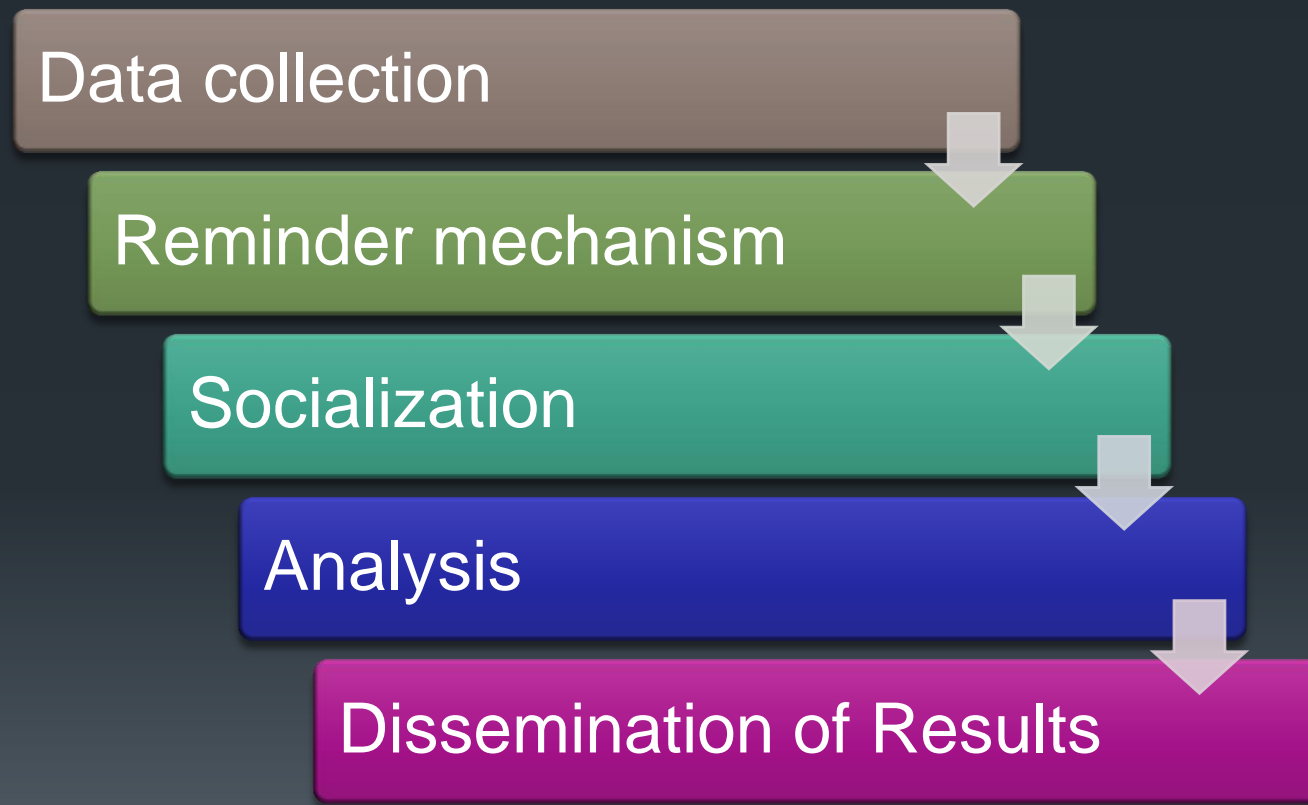 Data collection
Reminder mechanism
Socialization
Analysis
Dissemination of Results